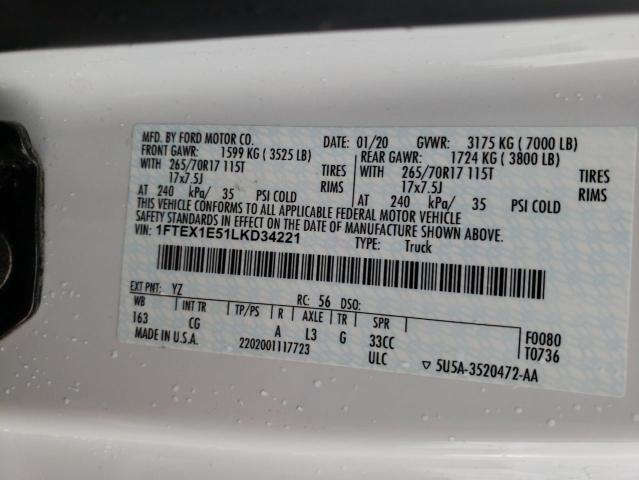 MFD. BY FORD MOTOR CO.
DATE: 01/20 GVWR: 3175 KG ( 7000 LB)
FRONT GAWR: 1599 KG ( 3525 LB) REAR GAWR: 1724 KG ( 3800 LB)
WITH 265/70R17 115T TIRES WITH 265/70R17 115T TIRES
17x7.5J RIMS 17x7.5J RIMS
AT 240 kPa/ 35 PSI COLD AT 240 kPa/ 35 PSI COLD
THIS VEHICLE CONFORMS TO ALL APPLICABLE FEDERAL MOTOR VEHICLE
SAFETY STANDARDS IN EFFECT ON THE DATE OF MANUFACTURE SHOWN ABOVE.
VIN: 1FTEX1E51LKD34221 TYPE: Truck
EXT PNT: YZ RC: 56 DSO:
WB INT TR TP/PS R AXLE TR SPR F0080
163 CG A L3 G 33CC T0736
MADE IN U.S.A. 2202001117723 ULC ▽ 5U5A-3520472-AA